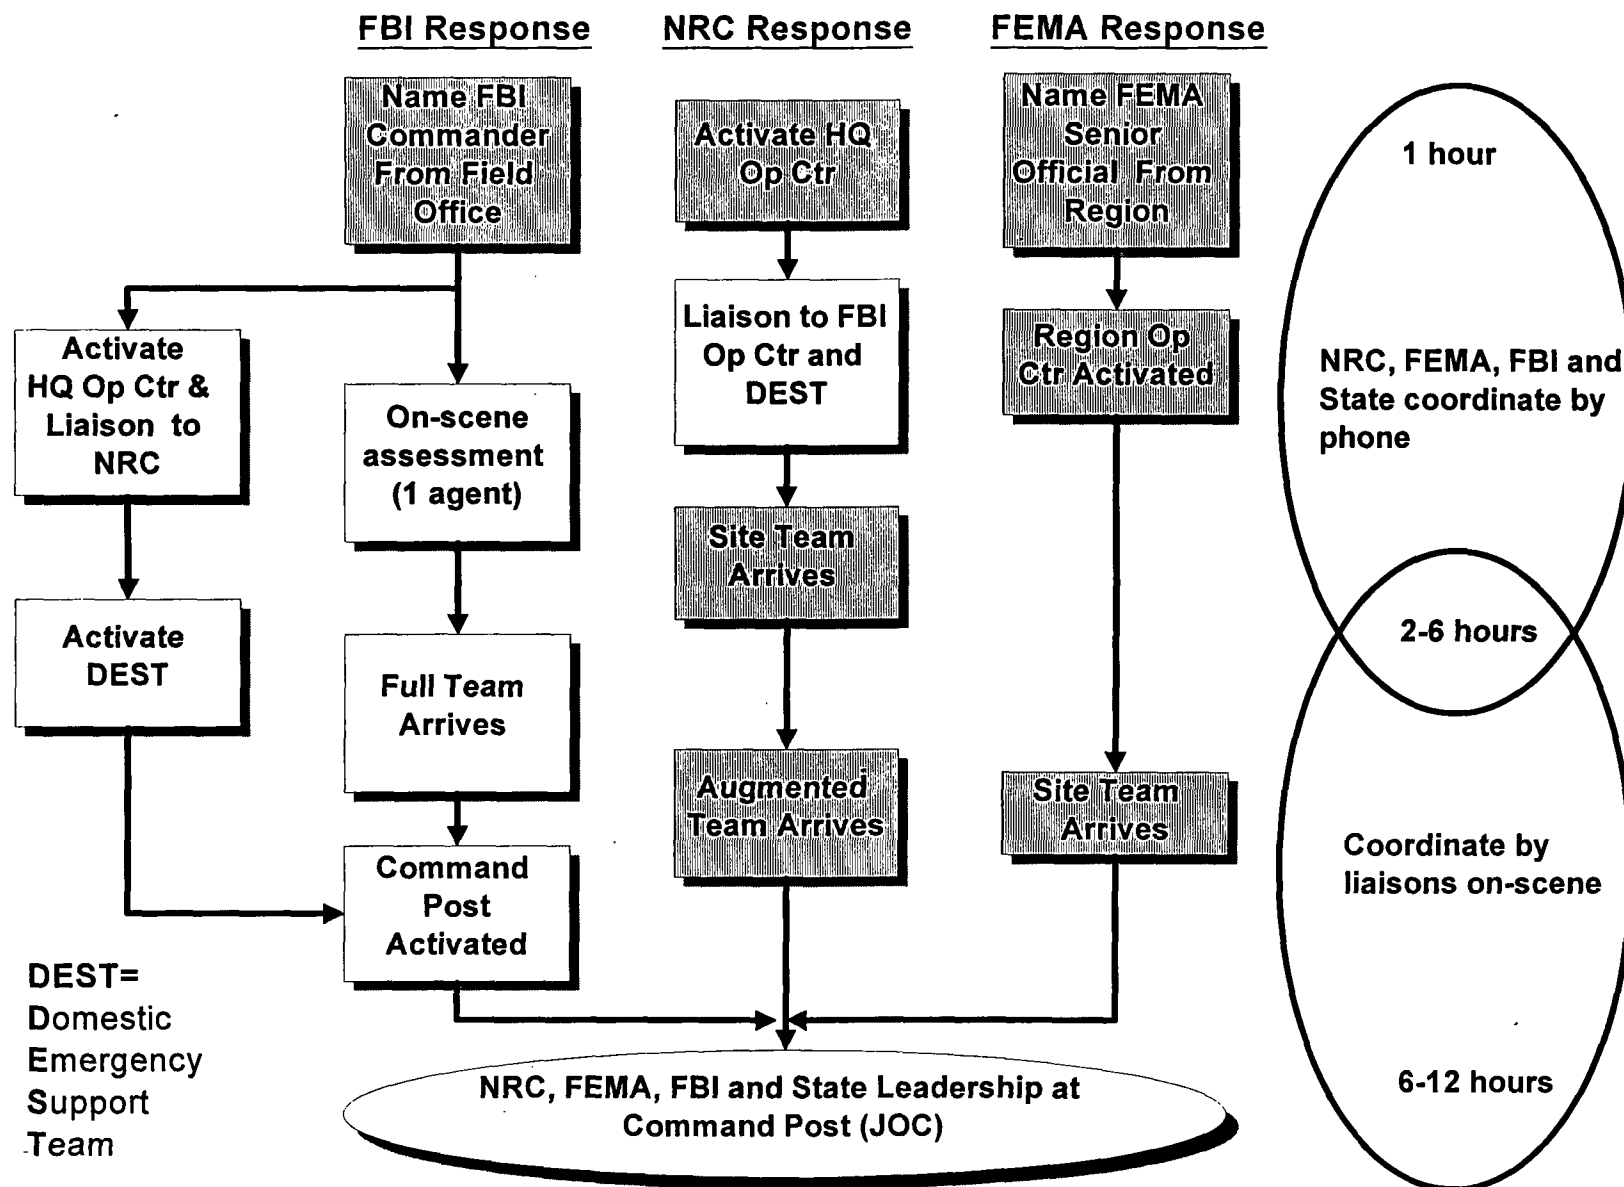 FBI Response
NRC Response
FEMA Response
Name FBI
Commander
From Field
Office
Activate
HQ Op Ctr &
Liaison to
NRC
Activate
DEST
On-scene
assessment
(1 agent)
Full Team
Arrives
Command
Post
Activated
Activate HQ
Op Ctr
Liaison to FBI
Op Ctr and
DEST
Site Team
Arrives
Augmented
Team Arrives
Name FEMA
Senior
Official From
Region
Region Op
Ctr Activated
Site Team
Arrives
1 hour
NRC, FEMA, FBI and
State coordinate by
phone
2-6 hours
Coordinate by
liaisons on-scene
6-12 hours
DEST=
Domestic
Emergency
Support
Team
NRC, FEMA, FBI and State Leadership at
Command Post (JOC)